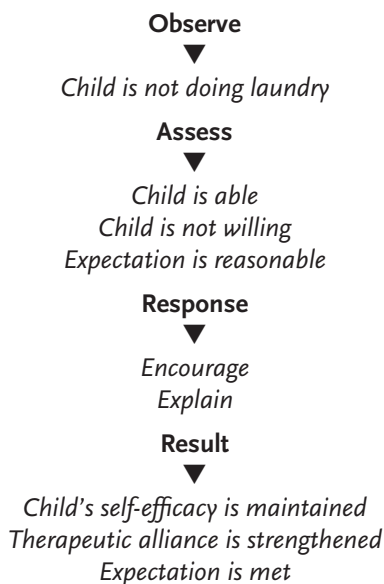 Observe
▼
Child is not doing laundry
Assess
▼
Child is able
Child is not willing
Expectation is reasonable
Response
▼
Encourage
Explain
Result
▼
Child’s self-efficacy is maintained
Therapeutic alliance is strengthened
Expectation is met